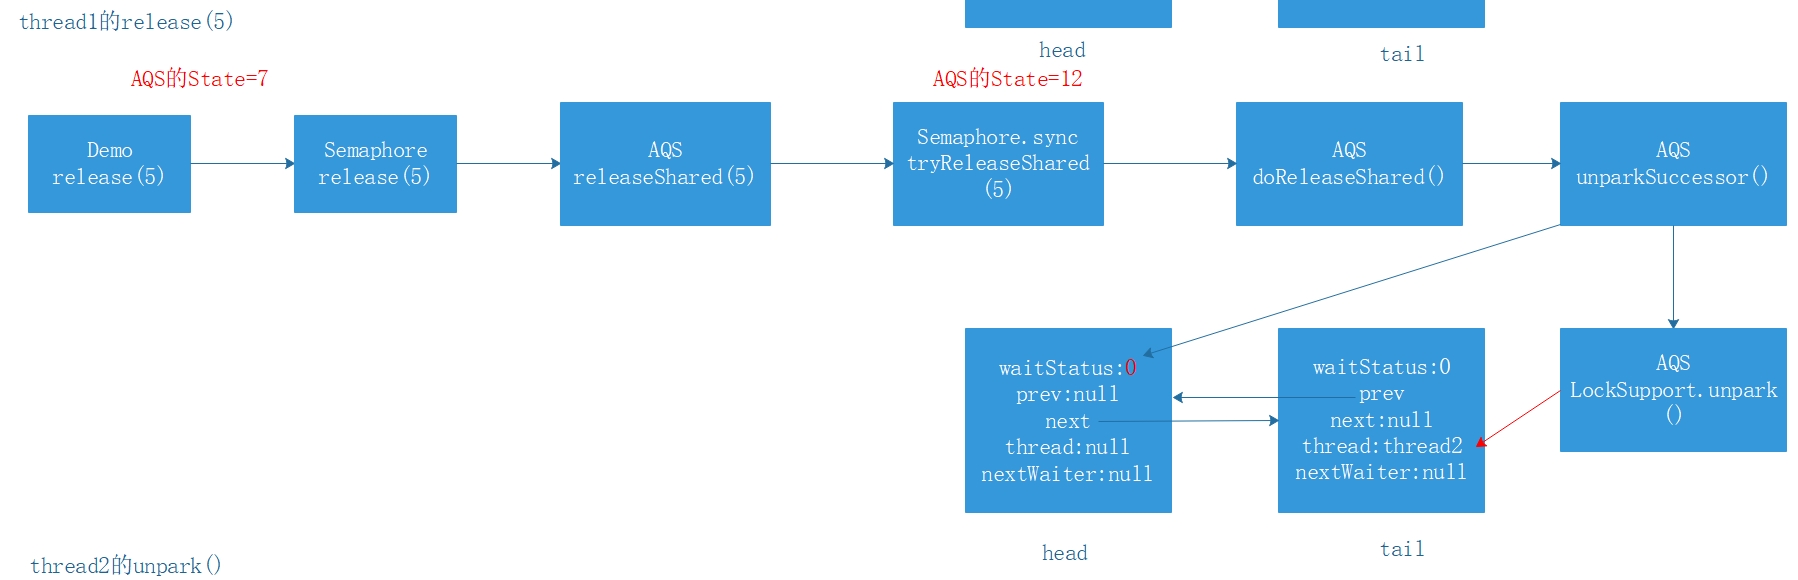 thread1的release(5)
head
tail
AQS的State=7
AQS的State=12
Demo
release(5)
Semaphore
release(5)
AQS
releaseShared(5)
Semaphore.sync
tryReleaseShared
(5)
AQS
doReleaseShared()
AQS
unparkSuccessor()
waitStatus:0
prev:null
next
thread:null
nextWaiter:null
waitStatus:0
prev
next:null
thread:thread2
nextWaiter:null
AQS
LockSupport.unpark
()
head
tail
thread2的unpark()